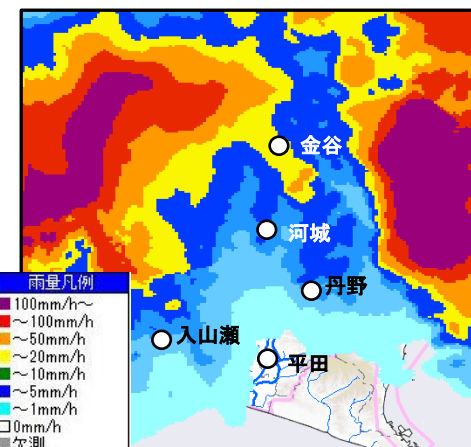 金谷
河城
丹野
入山瀬
平田
雨量凡例
100mm/h～
～100mm/h
～50mm/h
～20mm/h
～10mm/h
～5mm/h
～1mm/h
0mm/h
欠測